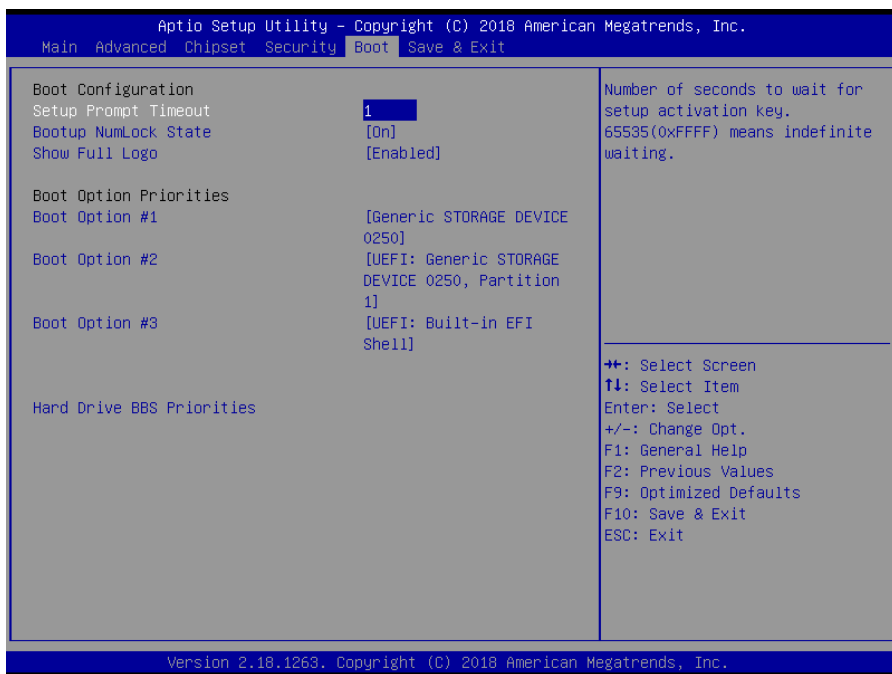 Aptio Setup Utility – Copyright (C) 2018 American Megatrends, Inc.
Main Advanced Chipset Security Boot Save & Exit
Boot Configuration
Setup Prompt Timeout 1
Bootup NumLock State [On]
Show Full Logo [Enabled]
Boot Option Priorities
Boot Option #1 [Generic STORAGE DEVICE
0250]
Boot Option #2 [UEFI: Generic STORAGE
DEVICE 0250, Partition
1]
Boot Option #3 [UEFI: Built-in EFI
Shell]
Hard Drive BBS Priorities
Number of seconds to wait for
setup activation key.
65535(0xFFFF) means indefinite
waiting.
→←: Select Screen
↑↓: Select Item
Enter: Select
+/-: Change Opt.
F1: General Help
F2: Previous Values
F9: Optimized Defaults
F10: Save & Exit
ESC: Exit
Version 2.18.1263. Copyright (C) 2018 American Megatrends, Inc.